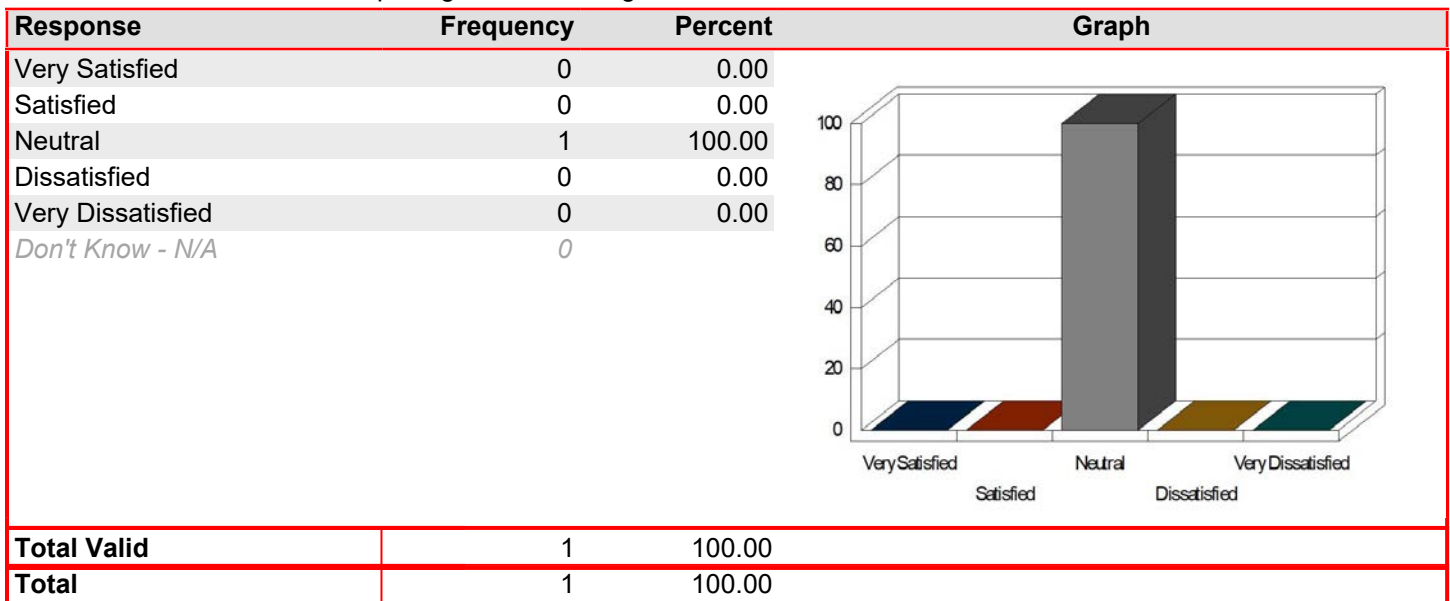 Response Frequency Percent Graph
Very Satisfied 0 0.00
Satisfied 0 0.00
Neutral 1 100.00
Dissatisfied 0 0.00
Very Dissatisfied 0 0.00
Don't Know - N/A 0
100
80
60
40
20
0
Very Satisfied Neutral Very Dissatisfied
Satisfied Dissatisfied
Total Valid 1 100.00
Total 1 100.00